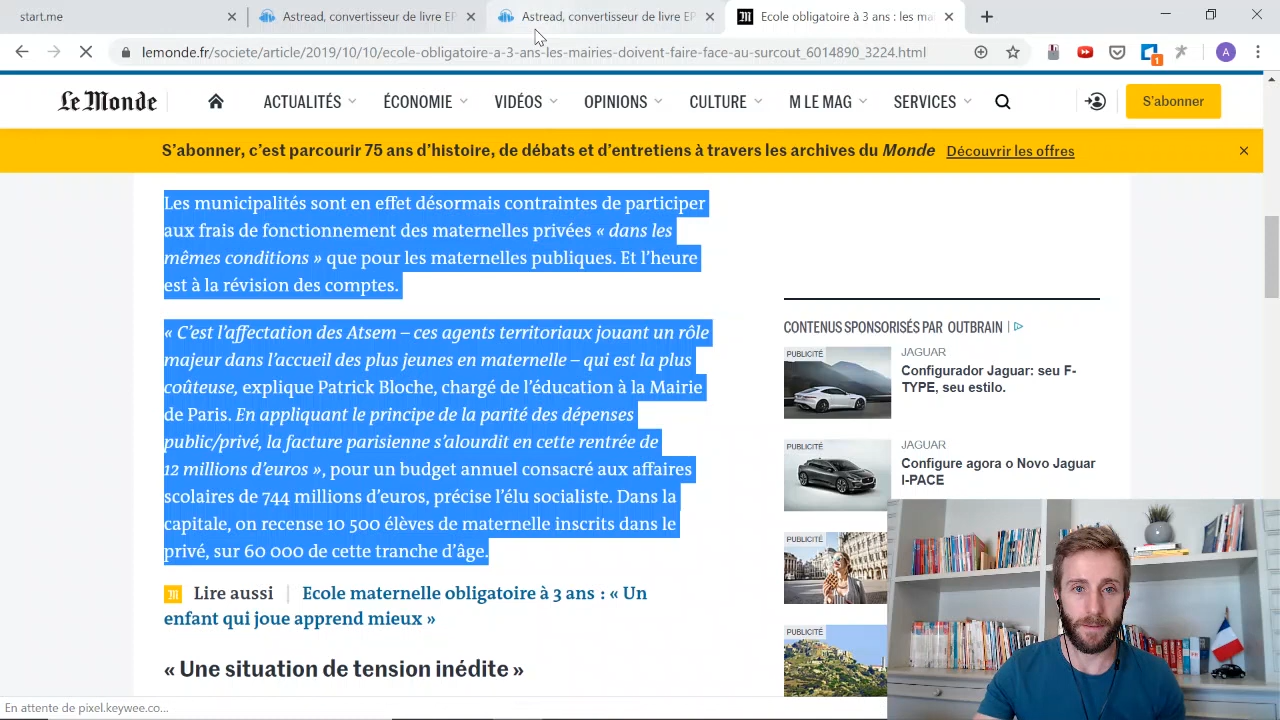 start.me
Astread, convertisseur de livre EP
Astread, convertisseur de livre EP
M Ecole obligatoire à 3 ans : les ma
lemonde.fr/societe/article/2019/10/10/ecole-obligatoire-a-3-ans-les-mairies-doivent-faire-face-au-surcout_6014890_3224.html
1
A
Le Monde
ACTUALITÉS
ÉCONOMIE
VIDÉOS
OPINIONS
CULTURE
M LE MAG
SERVICES
S'abonner
S'abonner, c'est parcourir 75 ans d'histoire, de débats et d'entretiens à travers les archives du Monde Découvrir les offres
Les municipalités sont en effet désormais contraintes de participer
aux frais de fonctionnement des maternelles privées « dans les
mêmes conditions » que pour les maternelles publiques. Et l'heure
est à la révision des comptes.
« C'est l'affectation des Atsem – ces agents territoriaux jouant un rôle
majeur dans l'accueil des plus jeunes en maternelle – qui est la plus
coûteuse, explique Patrick Bloche, chargé de l'éducation à la Mairie
de Paris. En appliquant le principe de la parité des dépenses
public/privé, la facture parisienne s'alourdit en cette rentrée de
12 millions d'euros », pour un budget annuel consacré aux affaires
scolaires de 744 millions d'euros, précise l'élu socialiste. Dans la
capitale, on recense 10 500 élèves de maternelle inscrits dans le
privé, sur 60 000 de cette tranche d'âge.
M Lire aussi | Ecole maternelle obligatoire à 3 ans : « Un
enfant qui joue apprend mieux »
« Une situation de tension inédite »
CONTENUS SPONSORISÉS PAR OUTBRAIN |
PUBLICITÉ
JAGUAR
Configurador Jaguar: seu F-
TYPE, seu estilo.
PUBLICITÉ
JAGUAR
Configure agora o Novo Jaguar
I-PACE
PUBLICITÉ
PUBLICITÉ
En attente de pixel.keywee.co...